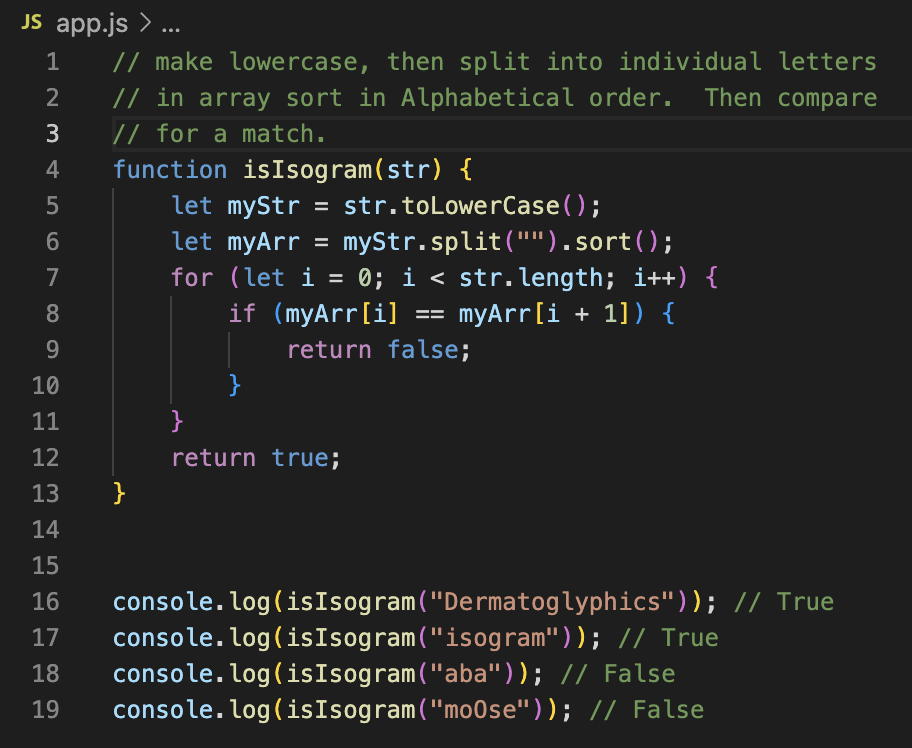 JS app.js > ...
1 // make lowercase, then split into individual letters
2 // in array sort in Alphabetical order.  Then compare
3 // for a match.
4 function isIsogram(str) {
5     let myStr = str.toLowerCase();
6     let myArr = myStr.split("").sort();
7     for (let i = 0; i < str.length; i++) {
8         if (myArr[i] == myArr[i + 1]) {
9             return false;
10         }
11     }
12     return true;
13 }
14
15
16 console.log(isIsogram("Dermatoglyphics")); // True
17 console.log(isIsogram("isogram")); // True
18 console.log(isIsogram("aba")); // False
19 console.log(isIsogram("moOse")); // False